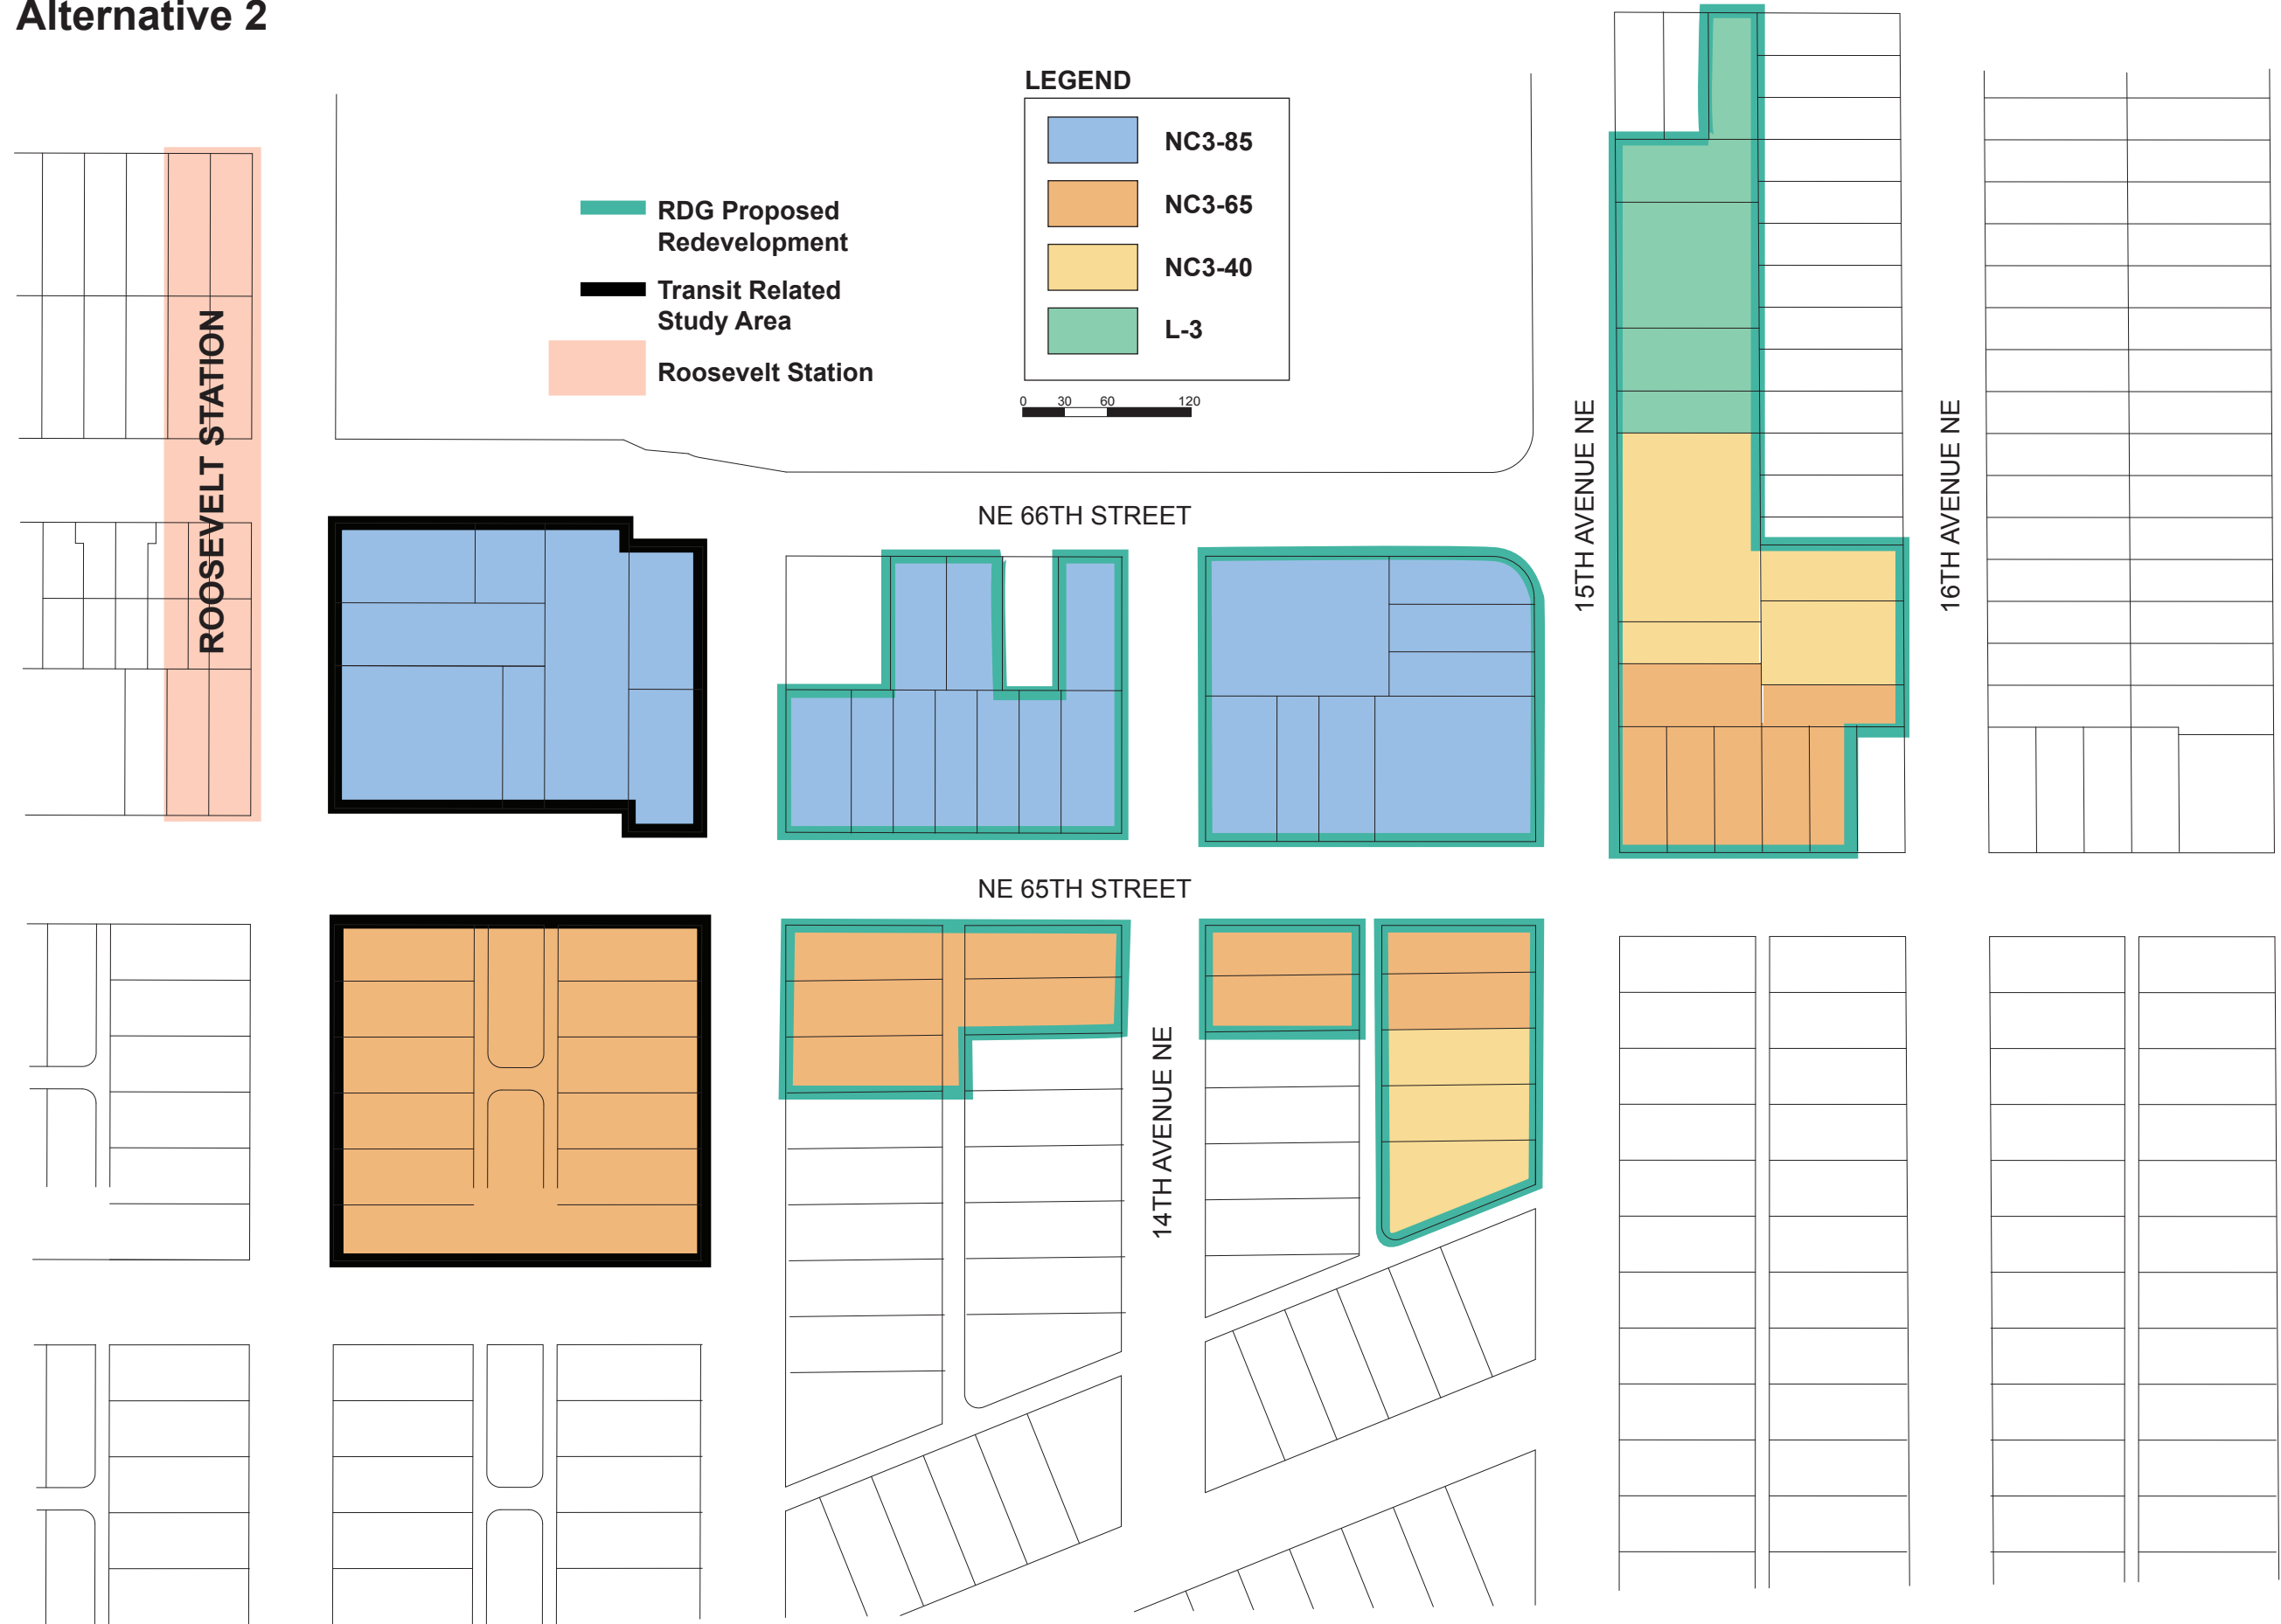 Alternative 2
LEGEND
NC3-85
NC3-65
NC3-40
L-3
0 30 60 120
RDG Proposed
Redevelopment
Transit Related
Study Area
Roosevelt Station
ROOSEVELT STATION
NE 66TH STREET
15TH AVENUE NE
16TH AVENUE NE
NE 65TH STREET
14TH AVENUE NE